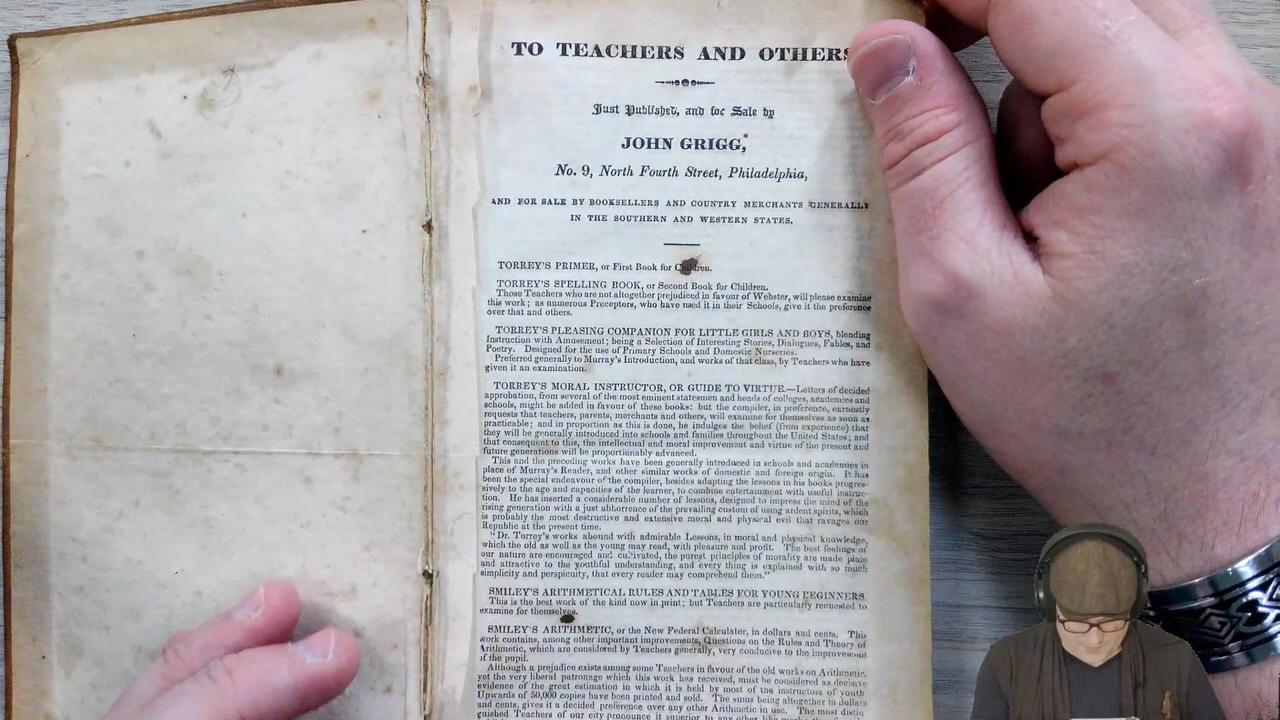 TO TEACHERS AND OTHERS
Just Published, and for Sale by
JOHN GRIGG,
No. 9, North Fourth Street, Philadelphia,
AND FOR SALE BY BOOKSELLERS AND COUNTRY MERCHANTS GENERALLY
IN THE SOUTHERN AND WESTERN STATES.
TORREY'S PRIMER, or First Book for Children.
TORREY'S SPELLING BOOK, or Second Book for Children.
Those Teachers who are not altogether prejudiced in favour of Webster, will please examine
this work; as numerous Preceptors, who have used it in their Schools, give it the preference
over that and others.
TORREY'S PLEASING COMPANION FOR LITTLE GIRLS AND BOYS, blending
Instruction with Amusement; being a Selection of Interesting Stories, Dialogues, Fables, and
Poetry. Designed for the use of Primary Schools and Domestic Nurseries.
Preferred generally to Murray's Introduction, and works of that class, by Teachers who have
given it an examination.
TORREY'S MORAL INSTRUCTOR, OR GUIDE TO VIRTUE.—Letters of decided
approbation, from several of the most eminent statesmen and heads of colleges, academies and
schools, might be added in favour of these books: but the compiler, in preference, earnestly
requests that teachers, parents, merchants and others, will examine for themselves as soon as
practicable; and in proportion as this is done, he indulges the belief (from experience) that
they will be generally introduced into schools and families throughout the United States; and
that consequent to this, the intellectual and moral improvement and virtue of the present and
future generations will be proportionably advanced.
This and the preceding works have been generally introduced in schools and academies in
place of Murray's Reader, and other similar works of domestic and foreign origin. It has
been the special endeavour of the compiler, besides adapting the lessons in his books progres-
sively to the age and capacities of the learner, to combine entertainment with useful instruc-
tion. He has inserted a considerable number of lessons, designed to impress the mind of the
rising generation with a just abhorrence of the prevailing custom of using ardent spirits, which
is probably the most destructive and extensive moral and physical evil that ravages our
Republic at the present time.
"Dr. Torrey's works abound with admirable Lessons, in moral and physical knowledge,
which the old as well as the young may read, with pleasure and profit. The best feelings of
our nature are encouraged and cultivated, the purest principles of morality are made plain
and attractive to the youthful understanding, and every thing is explained with so much
simplicity and perspicuity, that every reader may comprehend them."
SMILEY'S ARITHMETICAL RULES AND TABLES FOR YOUNG BEGINNERS.
This is the best work of the kind now in print; but Teachers are particularly requested to
examine for themselves.
SMILEY'S ARITHMETIC, or the New Federal Calculator, in dollars and cents. This
work contains, among other important improvements, Questions on the Rules and Theory of
Arithmetic, which are considered by Teachers generally, very conducive to the improvement
of the pupil.
Although a prejudice exists among some Teachers in favour of the old works on Arithmetic,
yet the very liberal patronage which this work has received, must be considered as decisive
evidence of the great estimation in which it is held by most of the instructors of youth
Upwards of 50,000 copies have been printed and sold. The sums being altogether in dollars
and cents, gives it a decided preference over any other Arithmetic in use. The most distin
guished Teachers of our city pronounce it superior to any other like